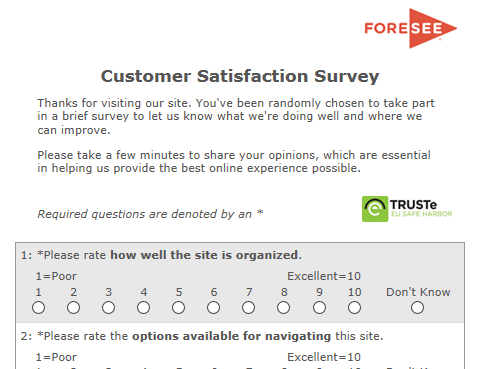 FORESEE®
Customer Satisfaction Survey
Thanks for visiting our site. You've been randomly chosen to take part
in a brief survey to let us know what we're doing well and where we
can improve.
Please take a few minutes to share your opinions, which are essential
in helping us provide the best online experience possible.
TRUSTe
EU SAFE HARBOR
Required questions are denoted by an *
1: *Please rate how well the site is organized.
1=Poor Excellent=10
1 2 3 4 5 6 7 8 9 10 Don't Know
2: *Please rate the options available for navigating this site.
1=Poor Excellent=10